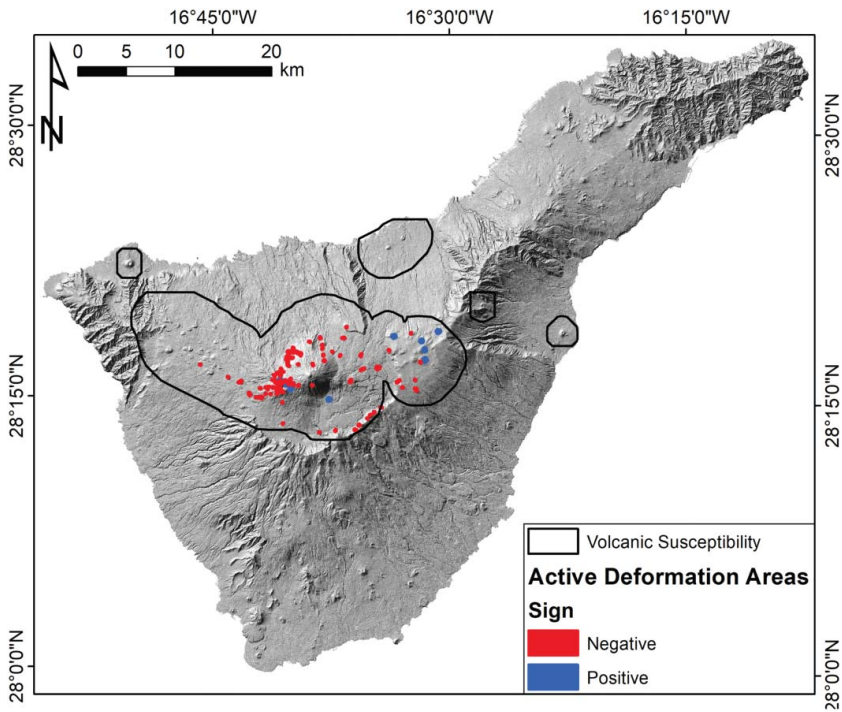 16°45'0"W 16°30'0"W 16°15'0"W
0 5 10 20
km
N
28°30'0"N 28°30'0"N
28°15'0"N 28°15'0"N
28°0'0"N 28°0'0"N
Volcanic Susceptibility
Active Deformation Areas
Sign
Negative
Positive